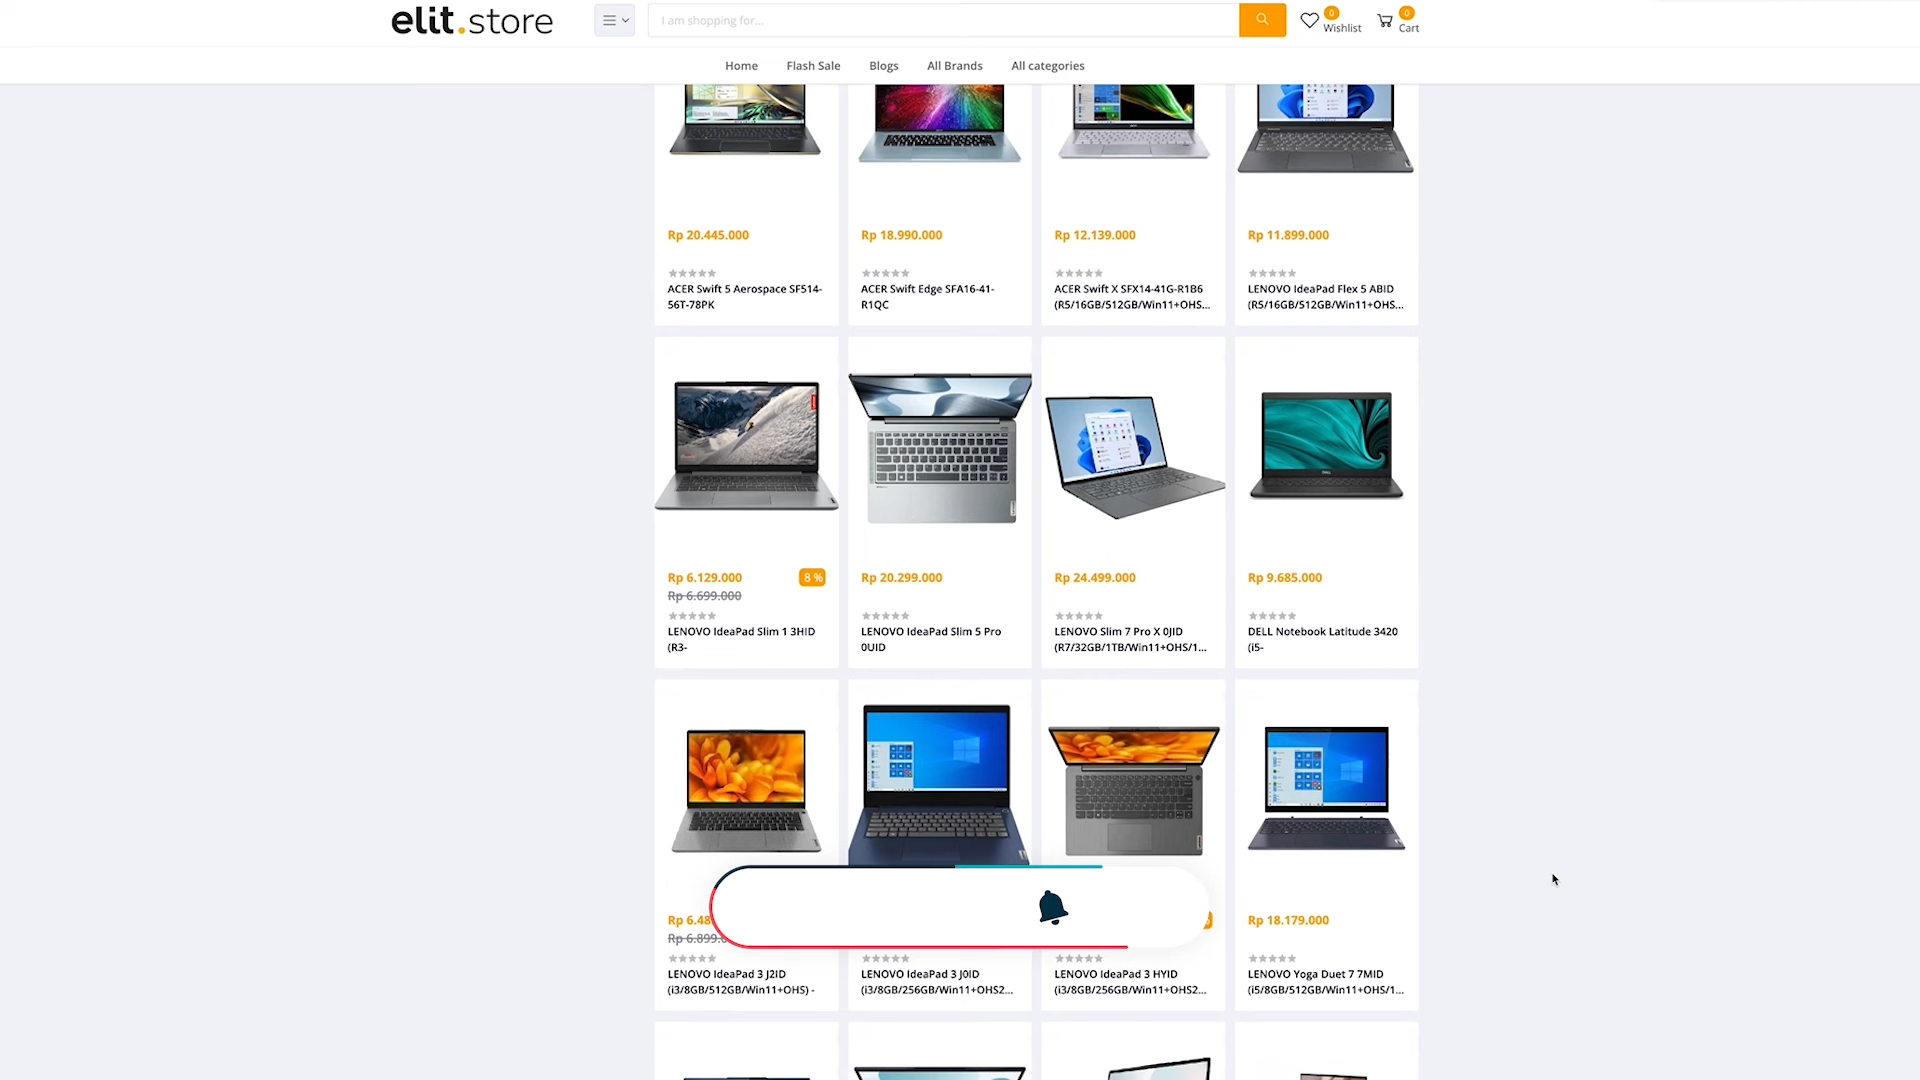 elit.store
I am shopping for...
0
Wishlist
0
Cart
Home
Flash Sale
Blogs
All Brands
All categories
Rp 20.445.000
ACER Swift 5 Aerospace SF514-
56T-78PK
Rp 18.990.000
ACER Swift Edge SFA16-41-
R1QC
Rp 12.139.000
ACER Swift X SFX14-41G-R1B6
(R5/16GB/512GB/Win11+OHS...
Rp 11.899.000
LENOVO IdeaPad Flex 5 ABID
(R5/16GB/512GB/Win11+OHS...
Rp 6.129.000
8 %
Rp 6.699.000
LENOVO IdeaPad Slim 1 3HID
(R3-
Rp 20.299.000
LENOVO IdeaPad Slim 5 Pro
0UID
Rp 24.499.000
LENOVO Slim 7 Pro X 0JID
(R7/32GB/1TB/Win11+OHS/1...
Rp 9.685.000
DELL Notebook Latitude 3420
(i5-
Rp 6.48
Rp 6.899.0
LENOVO IdeaPad 3 J2iD
(i3/8GB/512GB/Win11+OHS) -
LENOVO IdeaPad 3 J0ID
(i3/8GB/256GB/Win11+OHS2...
LENOVO IdeaPad 3 HYID
(i3/8GB/256GB/Win11+OHS2...
Rp 18.179.000
LENOVO Yoga Duet 7 7MID
(i5/8GB/512GB/Win11+OHS/1...